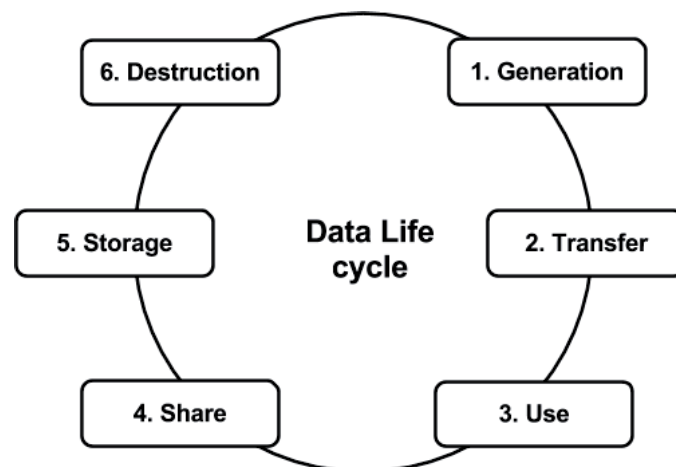 6. Destruction
1. Generation
5. Storage
Data Life
cycle
2. Transfer
4. Share
3. Use